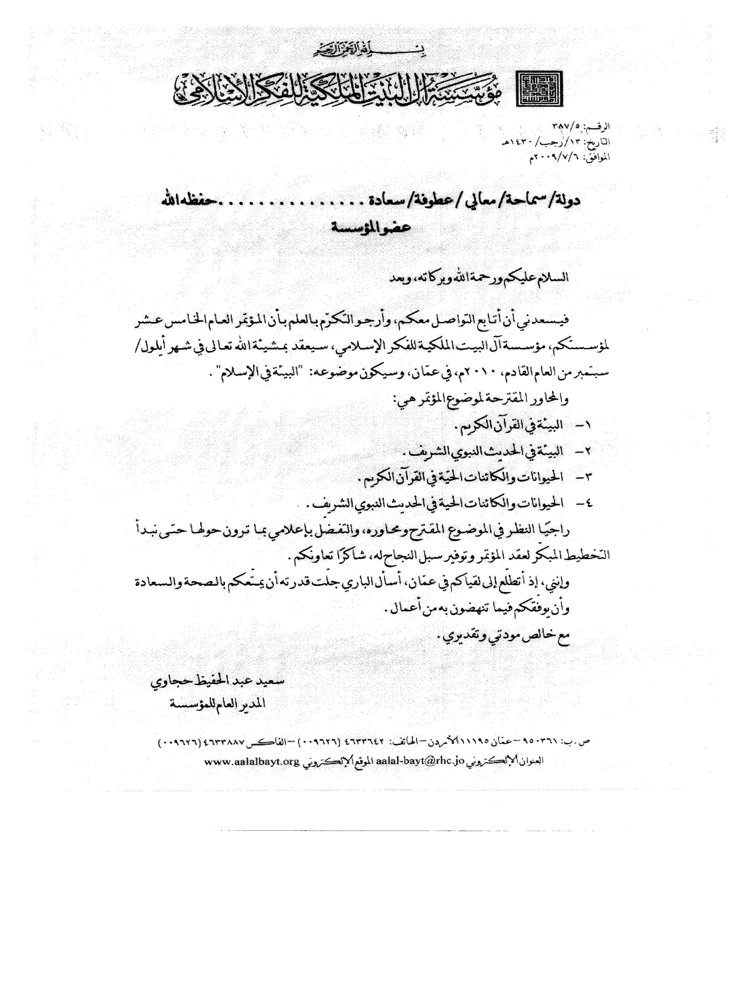 بسم الله الرحمن الرحيم
مؤسسة آل البيت الملكية للفكر الإسلامي
الرقم: ٣٨٧/٥
التاريخ: ١٣/رجب/١٤٣٠هـ
الموافق: ٢٠٠٩/٧/٦م
دولة/ سماحة/ معالي / عطوفة/ سعادة . . . . . . . . . . . . . . . حفظه الله
عضو المؤسسة
السلام عليكم ورحمة الله وبركاته، وبعد
فيسعدني أن أتابع التواصل معكم، وأرجو التكرّم بالعلم بأن المؤتمر العام الخامس عشر
لمؤسستكم، مؤسسة آل البيت الملكية للفكر الإسلامي، سيعقد بمشيئة الله تعالى في شهر أيلول/
سبتمبر من العام القادم، ٢٠١٠م، في عمّان، وسيكون موضوعه: "البيئة في الإسلام".
والمحاور المقترحة لموضوع المؤتمر هي:
١- البيئة في القرآن الكريم.
٢- البيئة في الحديث النبوي الشريف.
٣- الحيوانات والكائنات الحيّة في القرآن الكريم.
٤- الحيوانات والكائنات الحية في الحديث النبوي الشريف.
راجيًا النظر في الموضوع المقترح ومحاوره، والتفضل بإعلامي بما ترون حولها حتى نبدأ
التخطيط المبكر لعقد المؤتمر وتوفير سبل النجاح له، شاكرًا تعاونكم.
وإنني، إذ أتطلع إلى لقياكم في عمّان، أسأل الباري جلت قدرته أن يمتّعكم بالصحة والسعادة
وأن يوفقكم فيما تنهضون به من أعمال.
مع خالص مودتي وتقديري.
سعيد عبد الحفيظ حجاوي
المدير العام للمؤسسة
ص.ب: ٩٥٠٣٦١ – عمّان ١١١٩٥ الأردن – الهاتف: ٤٦٣٣٦٤٢ (٠٠٩٦٢٦) – الفاكس ٤٦٣٣٨٨٧ (٠٠٩٦٢٦)
العنوان الإلكتروني aalal-bayt@rhc.jo الموقع الإلكتروني www.aalalbayt.org